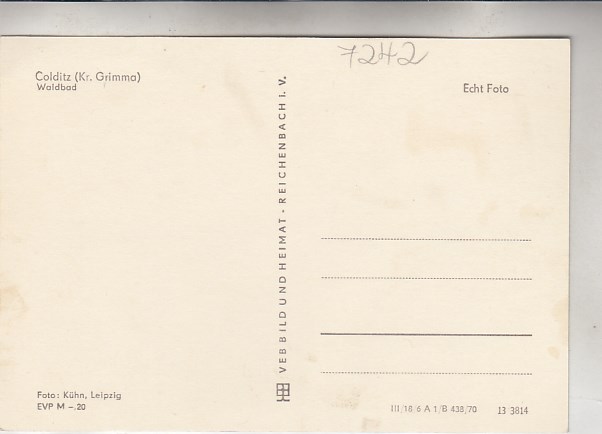 7242
Colditz (Kr. Grimma)
Waldbad
Echt Foto
VEB BILD UND HEIMAT · REICHENBACH i. V.
Foto: Kühn, Leipzig
EVP M –.20
III/18/6 A 1/B 438/70 13 3814